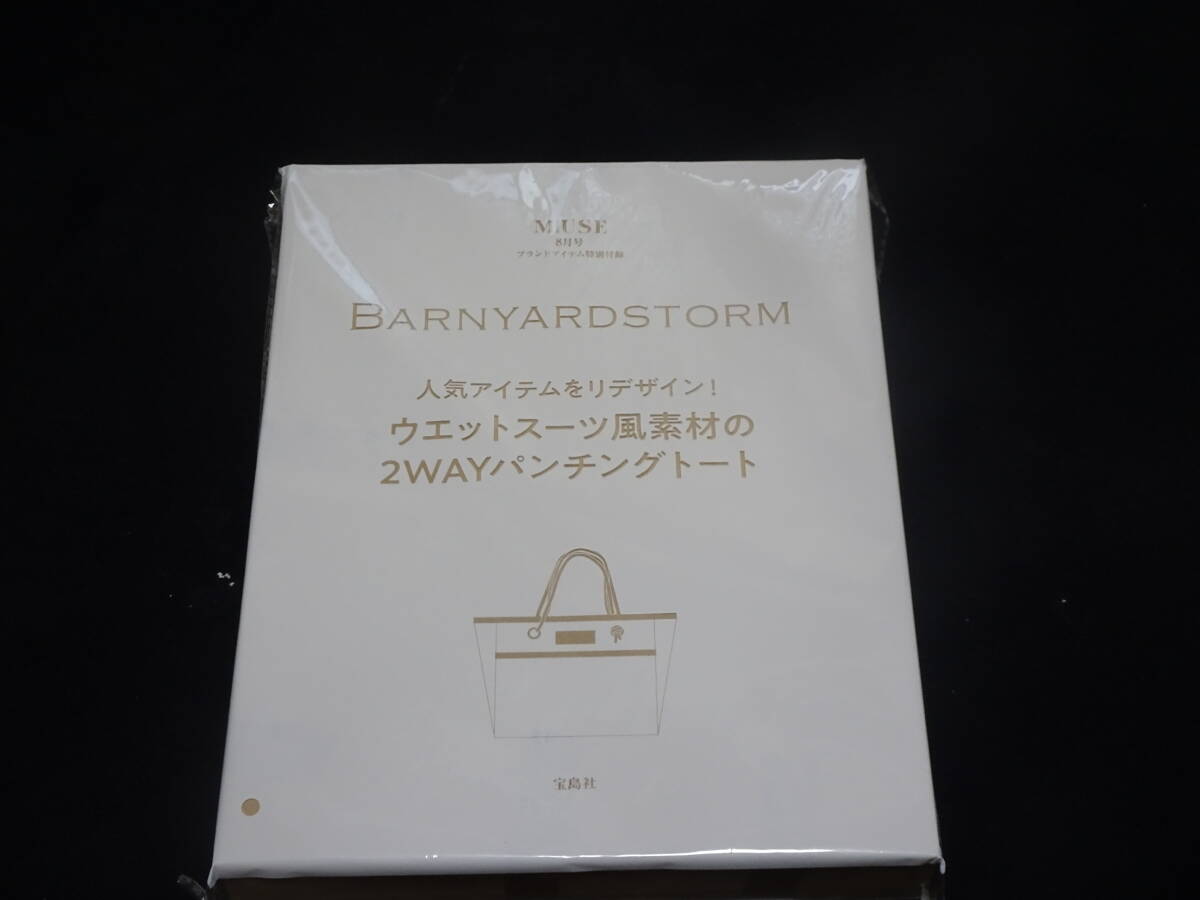 MUSE
8月号
ブランドアイテム特別付録
BARNYARDSTORM
人気アイテムをリデザイン!
ウエットスーツ風素材の
2WAYパンチングトート
宝島社